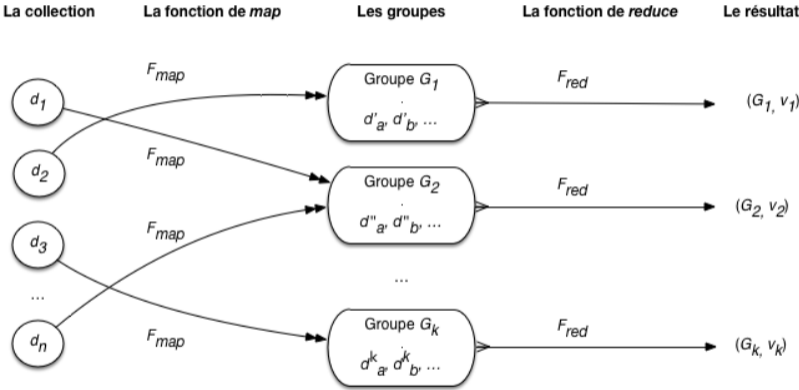 La collection
La fonction de map
Les groupes
La fonction de reduce
Le résultat
d1
d2
d3
...
dn
Fmap
Fmap
Fmap
Fmap
Groupe G1
.
d'a, d'b, ...
Groupe G2
.
d"a, d"b, ...
...
Groupe Gk
.
dka, dkb, ...
Fred
Fred
Fred
(G1, v1)
(G2, v2)
(Gk, vk)